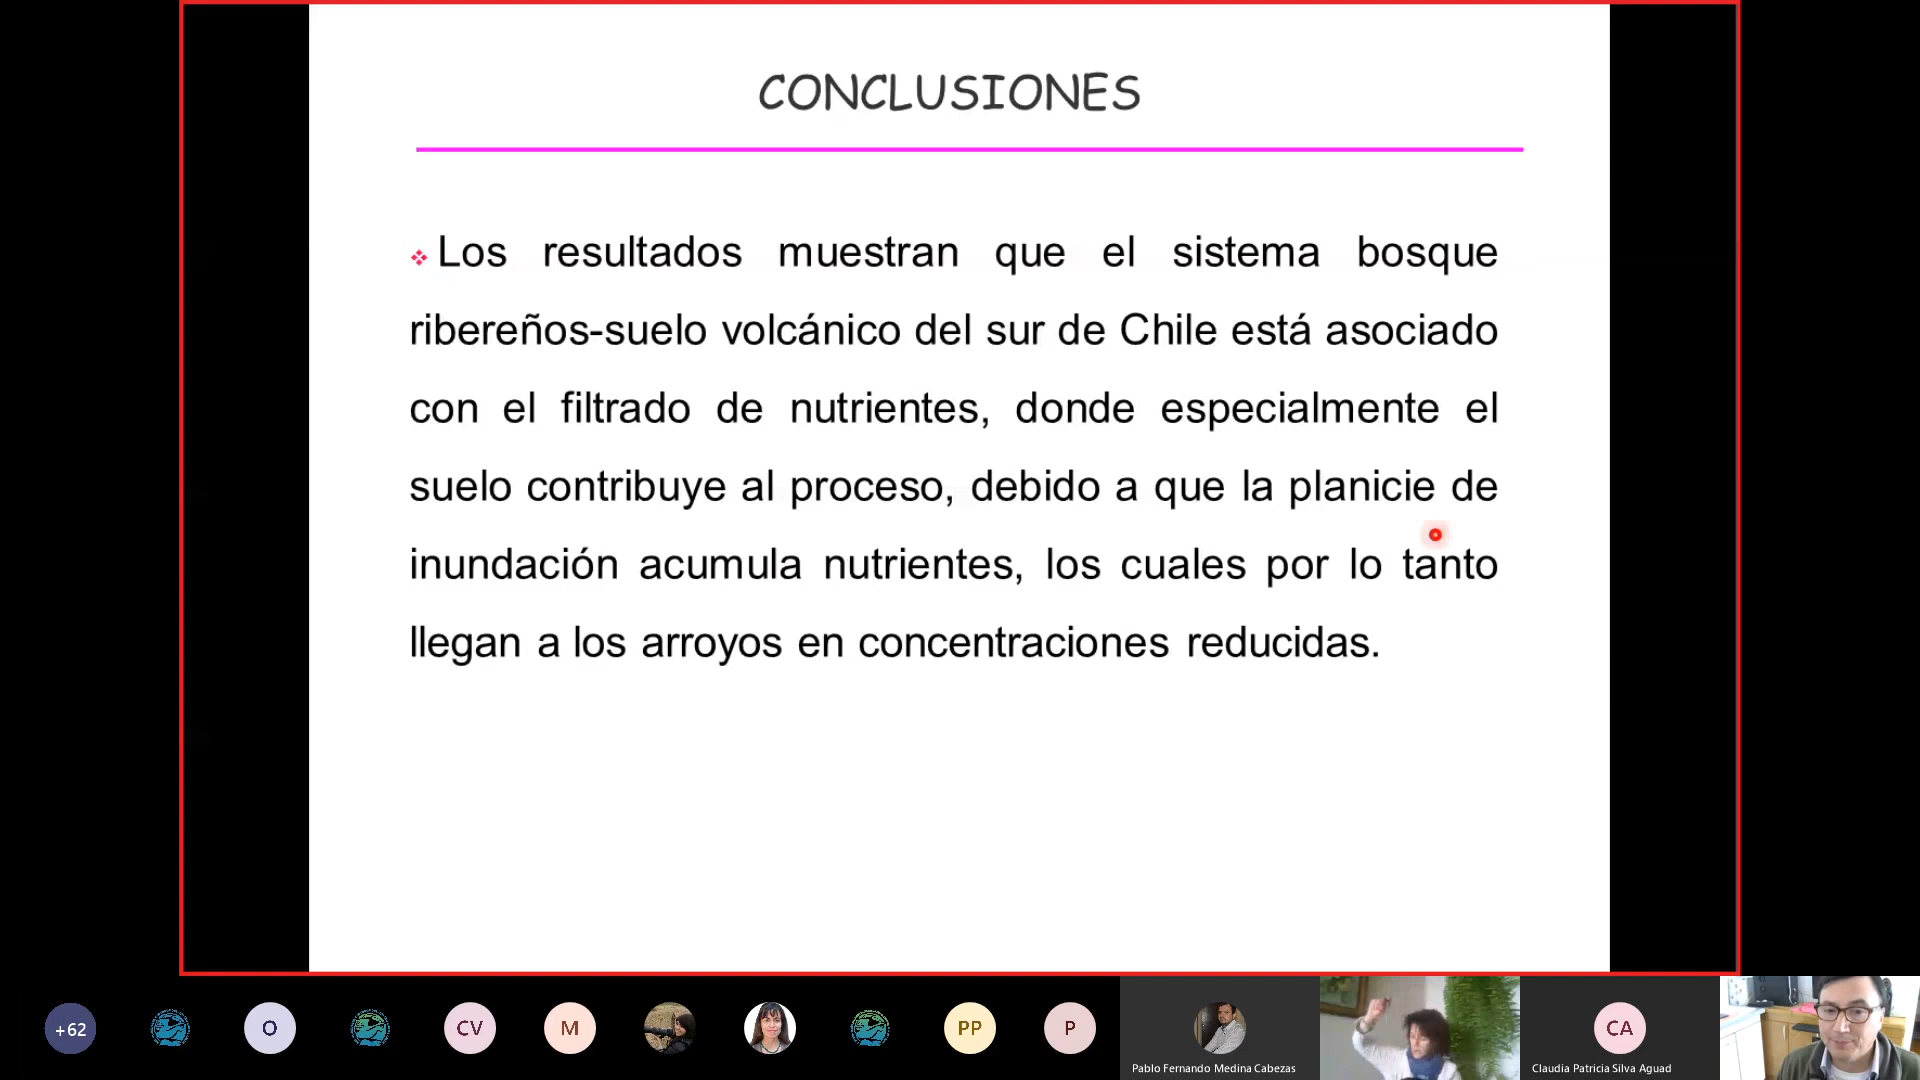 CONCLUSIONES
Los resultados muestran que el sistema bosque
ribereños-suelo volcánico del sur de Chile está asociado
con el filtrado de nutrientes, donde especialmente el
suelo contribuye al proceso, debido a que la planicie de
inundación acumula nutrientes, los cuales por lo tanto
llegan a los arroyos en concentraciones reducidas.
+62
O
CV
M
PP
P
Pablo Fernando Medina Cabezas
CA
Claudia Patricia Silva Aguad